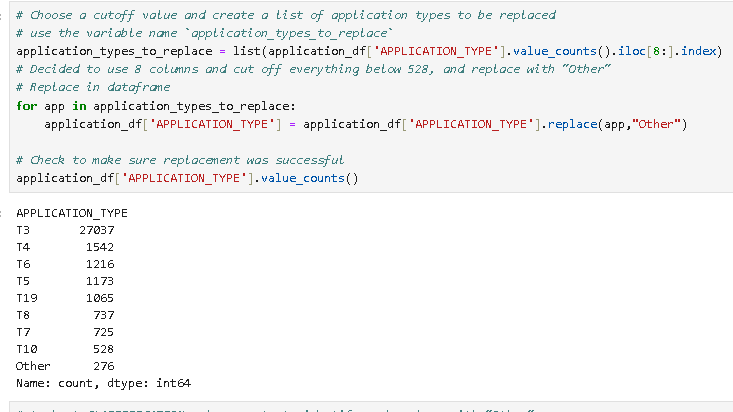 # Choose a cutoff value and create a list of application types to be replaced
# use the variable name `application_types_to_replace`
application_types_to_replace = list(application_df['APPLICATION_TYPE'].value_counts().iloc[8:].index)
# Decided to use 8 columns and cut off everything below 528, and replace with “Other”
# Replace in dataframe
for app in application_types_to_replace:
    application_df['APPLICATION_TYPE'] = application_df['APPLICATION_TYPE'].replace(app,"Other")
# Check to make sure replacement was successful
application_df['APPLICATION_TYPE'].value_counts()
APPLICATION_TYPE
T3       27037
T4        1542
T6        1216
T5        1173
T19       1065
T8         737
T7         725
T10        528
Other      276
Name: count, dtype: int64